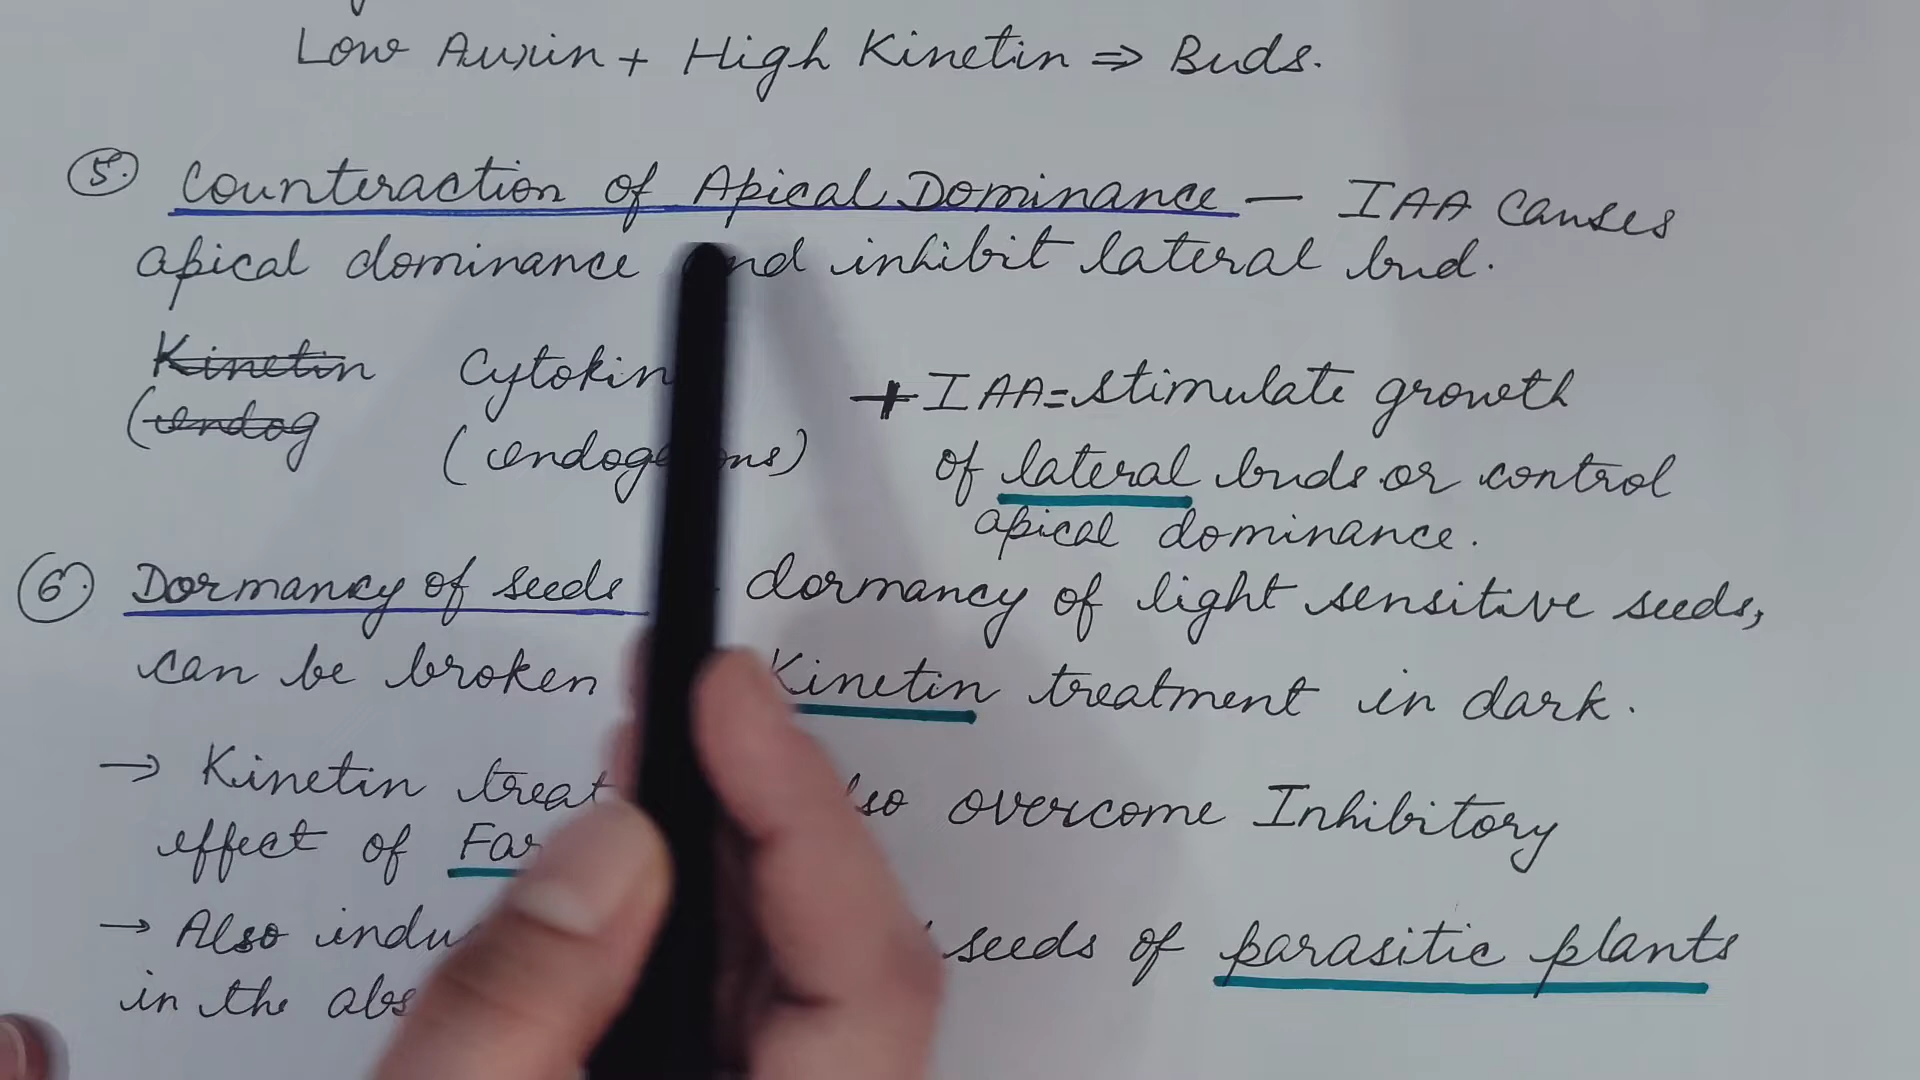 Low Auxin + High Kinetin ⇒ Buds.
5. Counteraction of Apical Dominance — IAA causes
apical dominance and inhibit lateral bud.
Kinetin Cytokin + IAA = stimulate growth
(endog (endogenous) of lateral buds or control
apical dominance.
6. Dormancy of seeds dormancy of light sensitive seeds,
can be broken Kinetin treatment in dark.
→ Kinetin treat also overcome Inhibitory
effect of Far
→ Also indu seeds of parasitic plants
in the abs